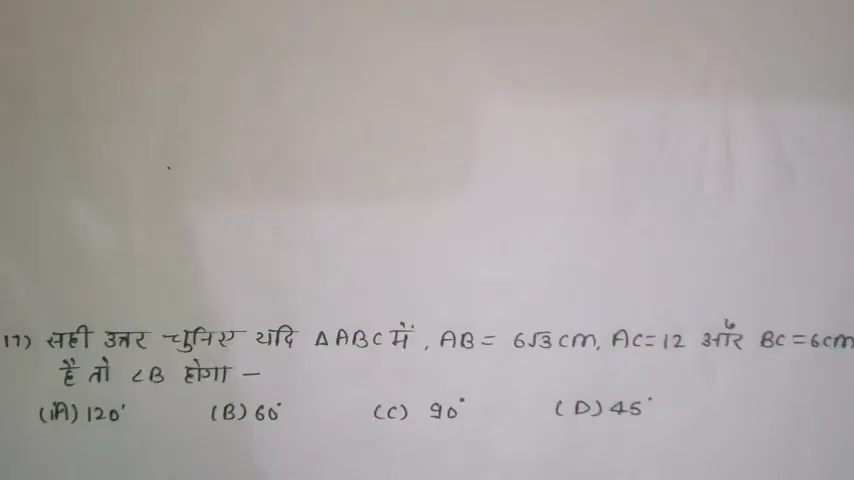 17) सही उत्तर चुनिए यदि ΔABC में, AB = 6√3 cm, AC=12 और BC=6cm
है तो ∠B होगा –
(A) 120° (B) 60° (C) 90° (D) 45°